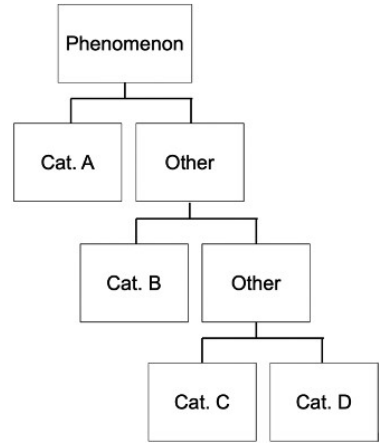 Phenomenon
Cat. A
Other
Cat. B
Other
Cat. C
Cat. D